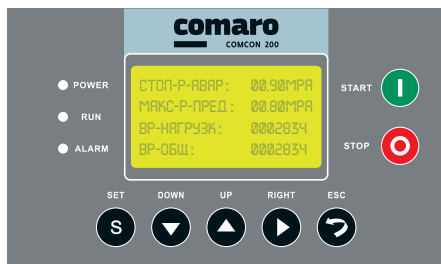 comaro
COMCON 200
СТОП-Р-АВАР: 00.90MPA
МАКС-Р-ПРЕД: 00.80MPA
ВР-НАГРУЗК: 0002834
ВР-ОБЩ: 0002834
POWER
RUN
ALARM
START
STOP
SET DOWN UP RIGHT ESC
S